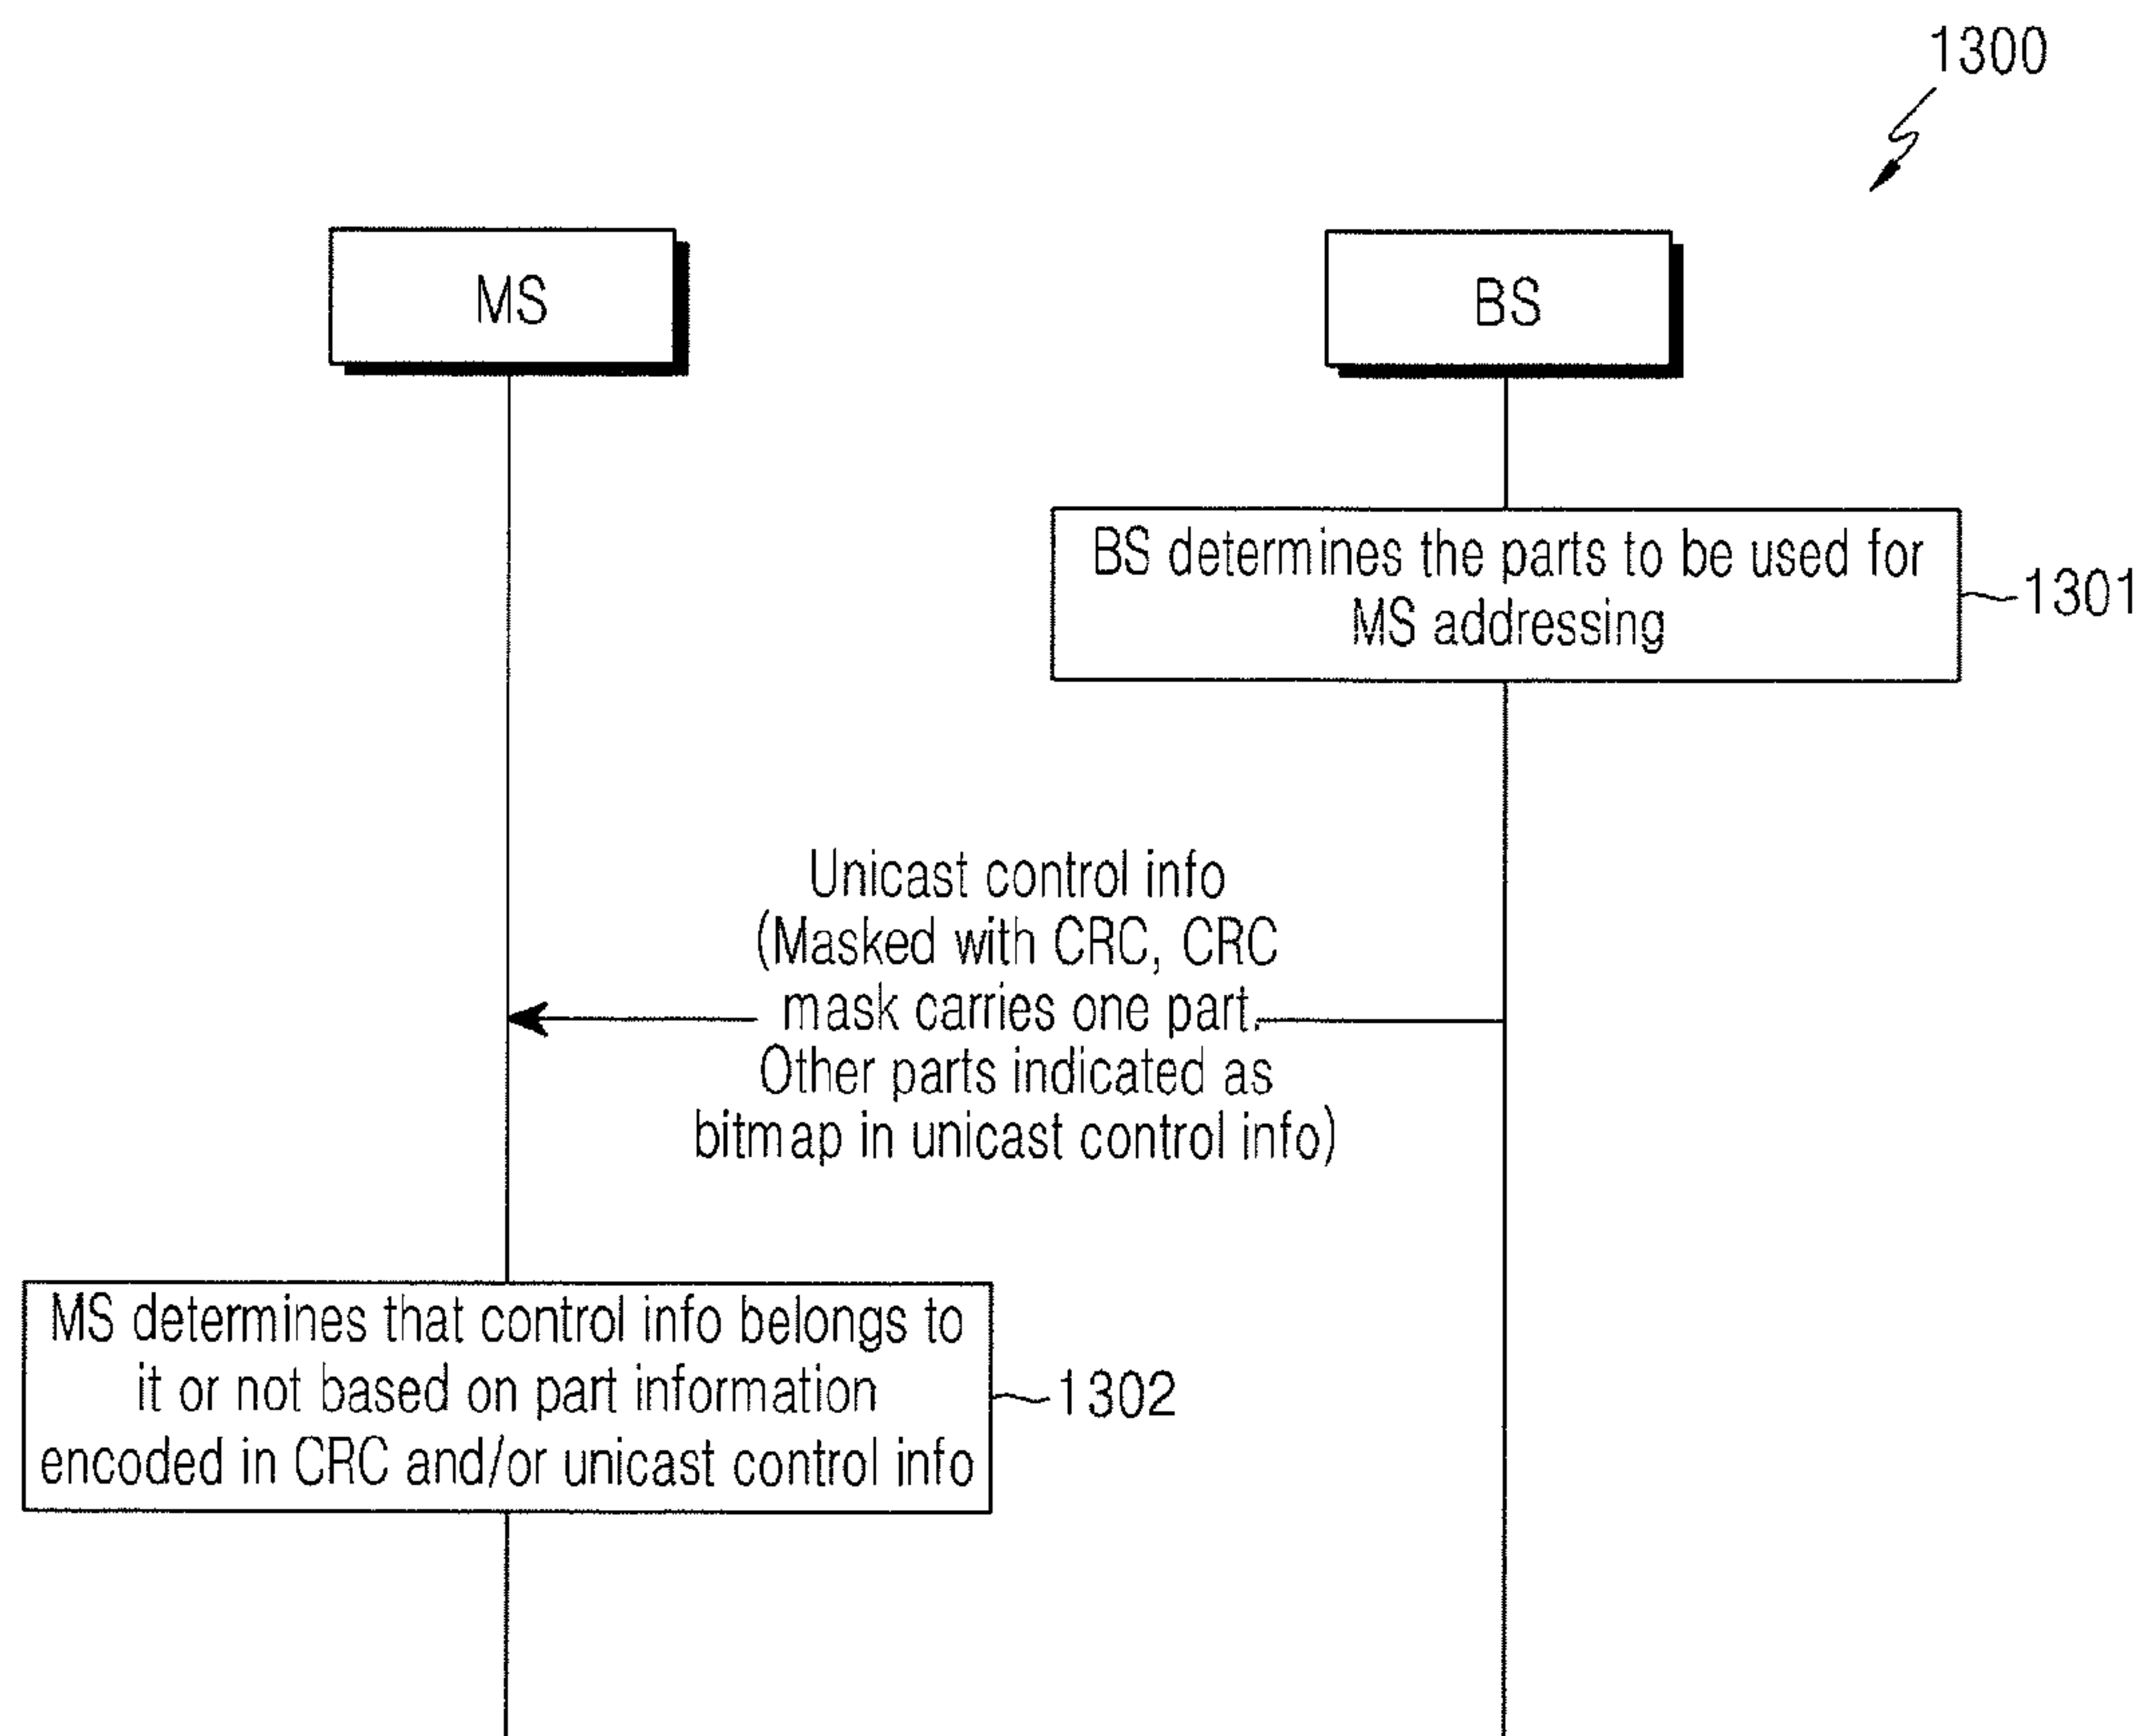 1300
MS
BS
BS determines the parts to be used for
MS addressing
1301
Unicast control info
(Masked with CRC, CRC
mask carries one part.
Other parts indicated as
bitmap in unicast control info)
MS determines that control info belongs to
it or not based on part information
encoded in CRC and/or unicast control info
1302